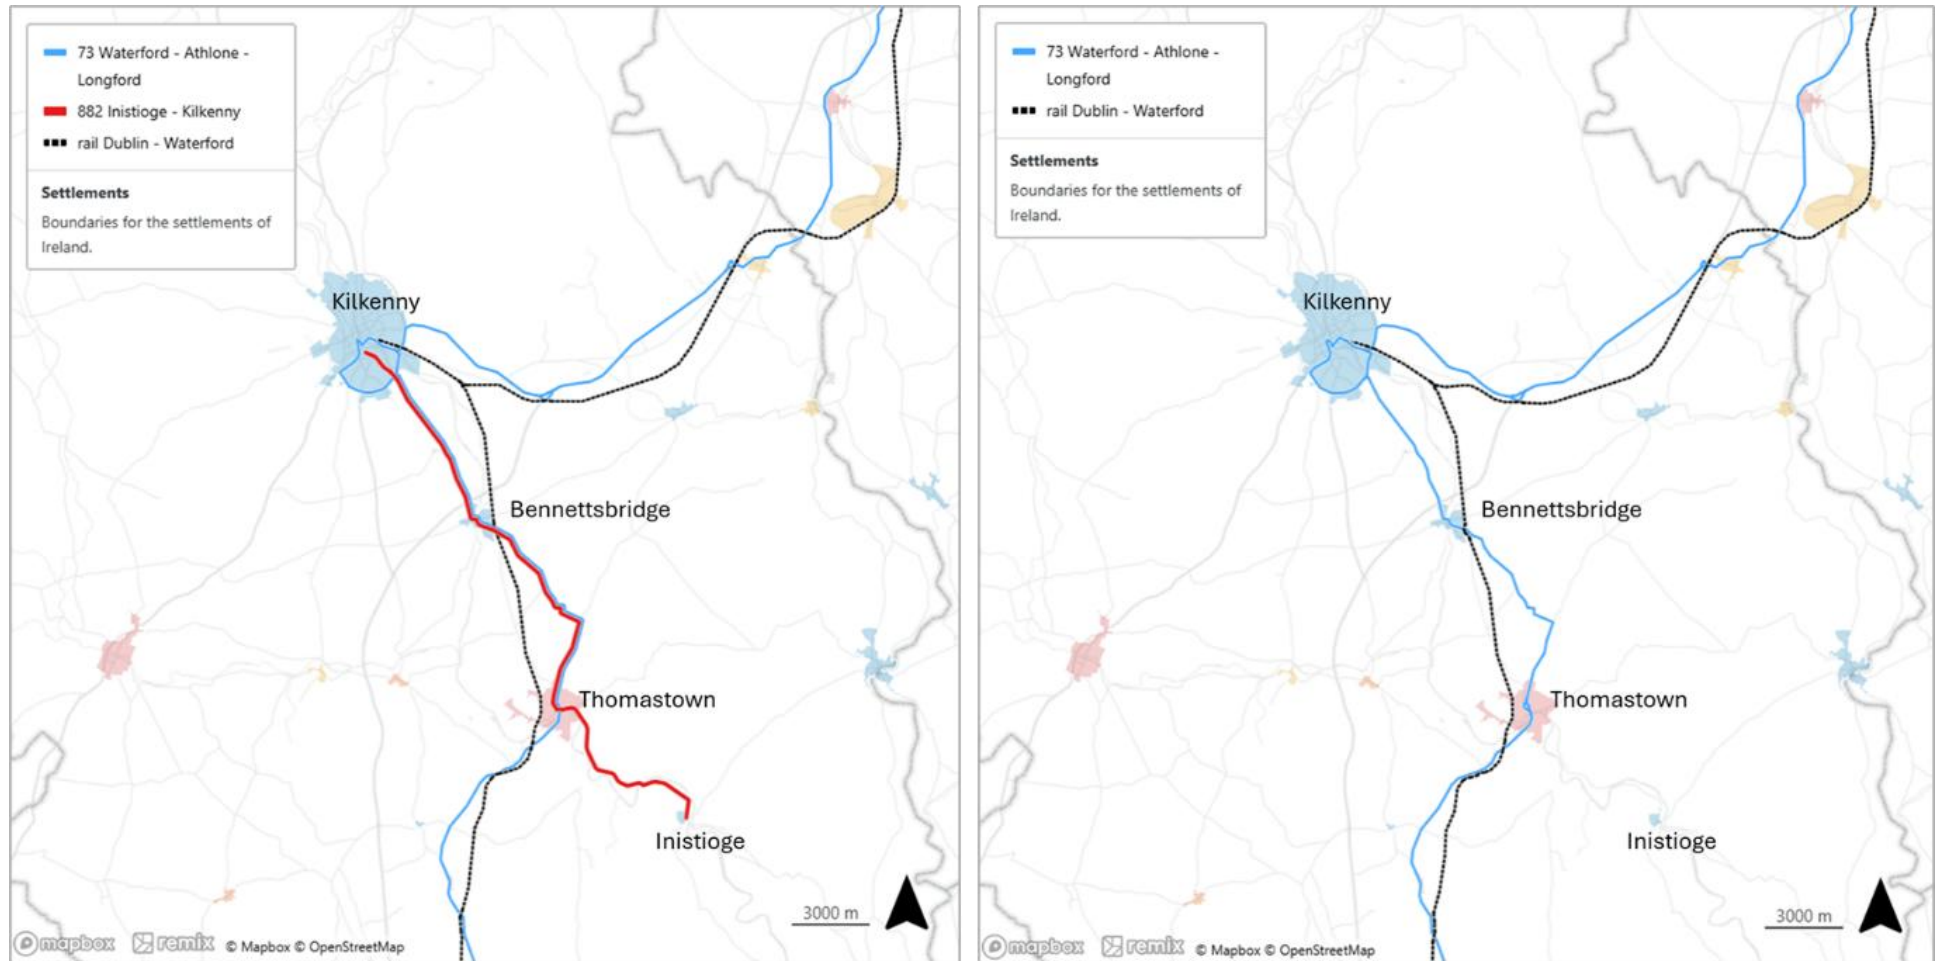 73 Waterford - Athlone -
Longford
882 Inistioge - Kilkenny
rail Dublin - Waterford
Settlements
Boundaries for the settlements of
Ireland.
Kilkenny
Bennettsbridge
Thomastown
Inistioge
3000 m
mapbox remix © Mapbox © OpenStreetMap
73 Waterford - Athlone -
Longford
rail Dublin - Waterford
Settlements
Boundaries for the settlements of
Ireland.
Kilkenny
Bennettsbridge
Thomastown
Inistioge
3000 m
mapbox remix © Mapbox © OpenStreetMap